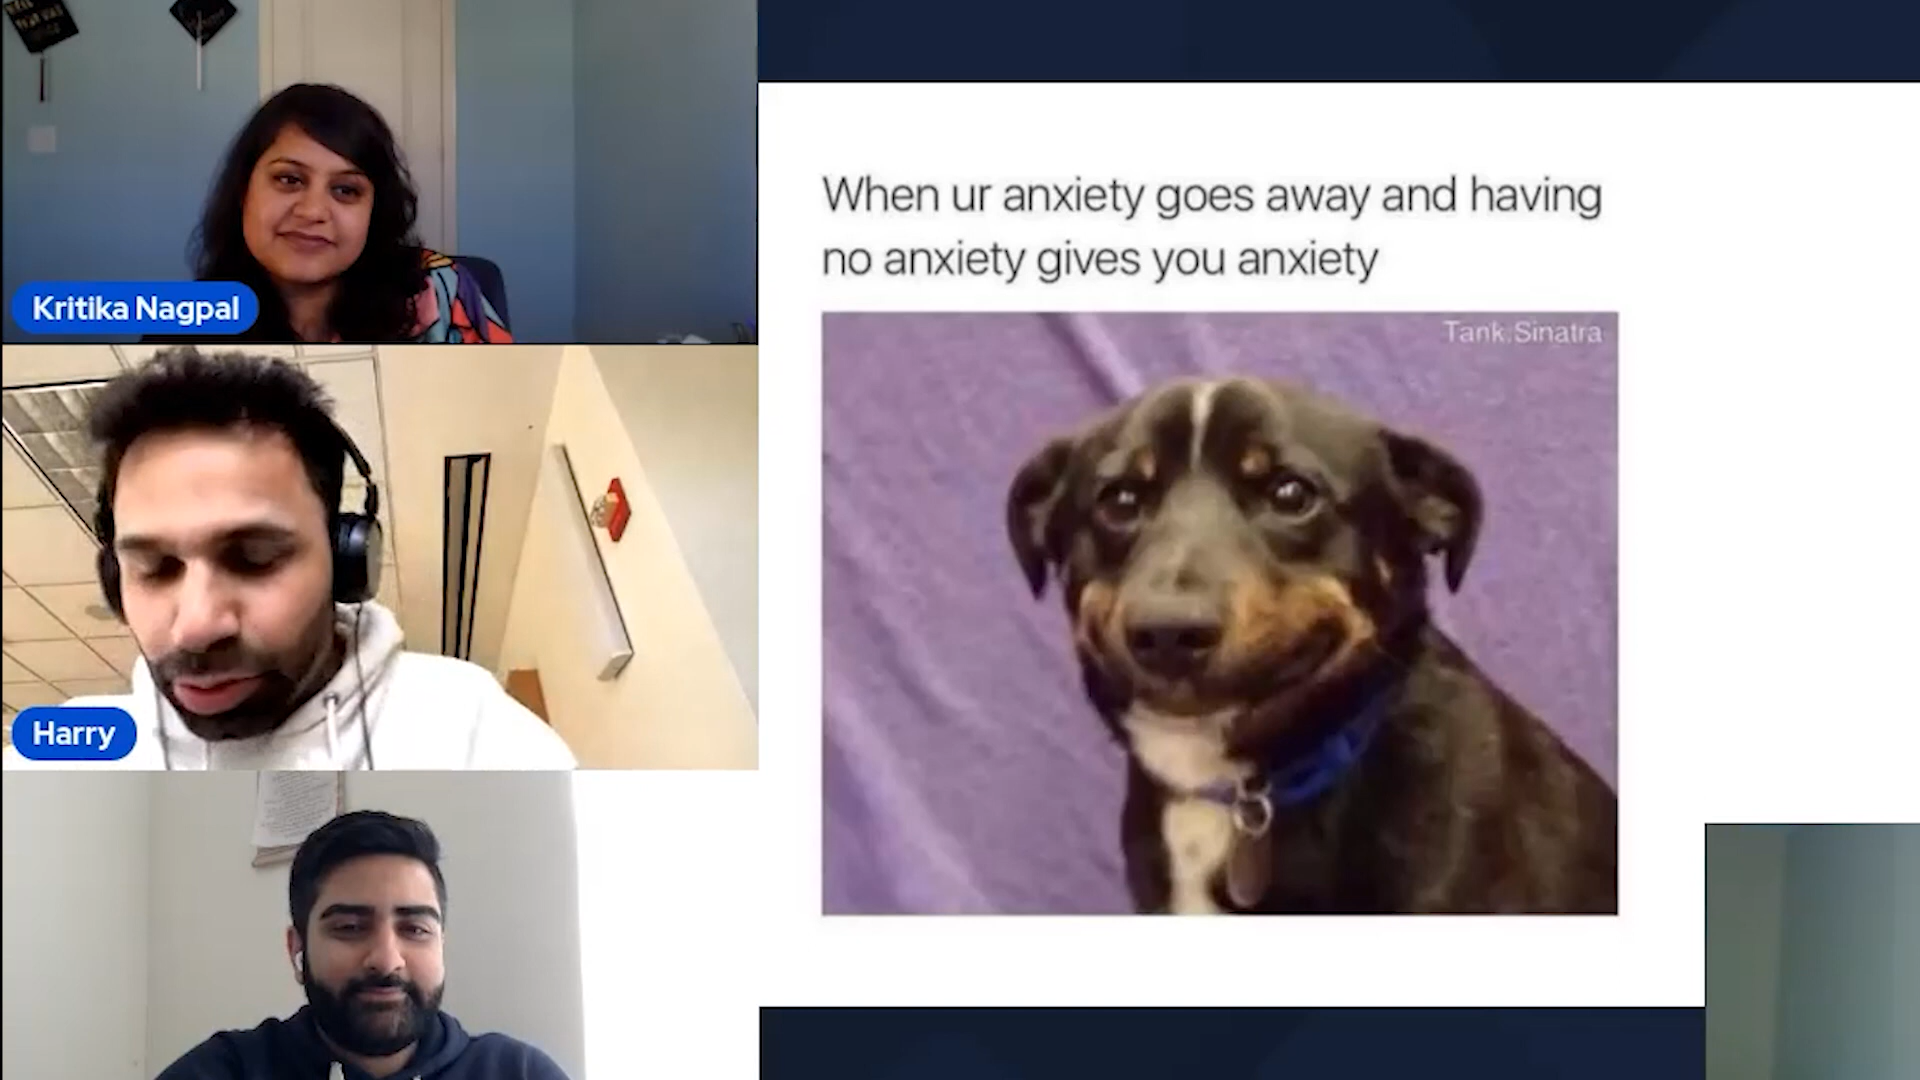 Kritika Nagpal
Harry
When ur anxiety goes away and having
no anxiety gives you anxiety
Tank.Sinatra